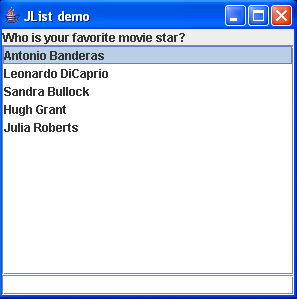 JList demo
Who is your favorite movie star?
Antonio Banderas
Leonardo DiCaprio
Sandra Bullock
Hugh Grant
Julia Roberts